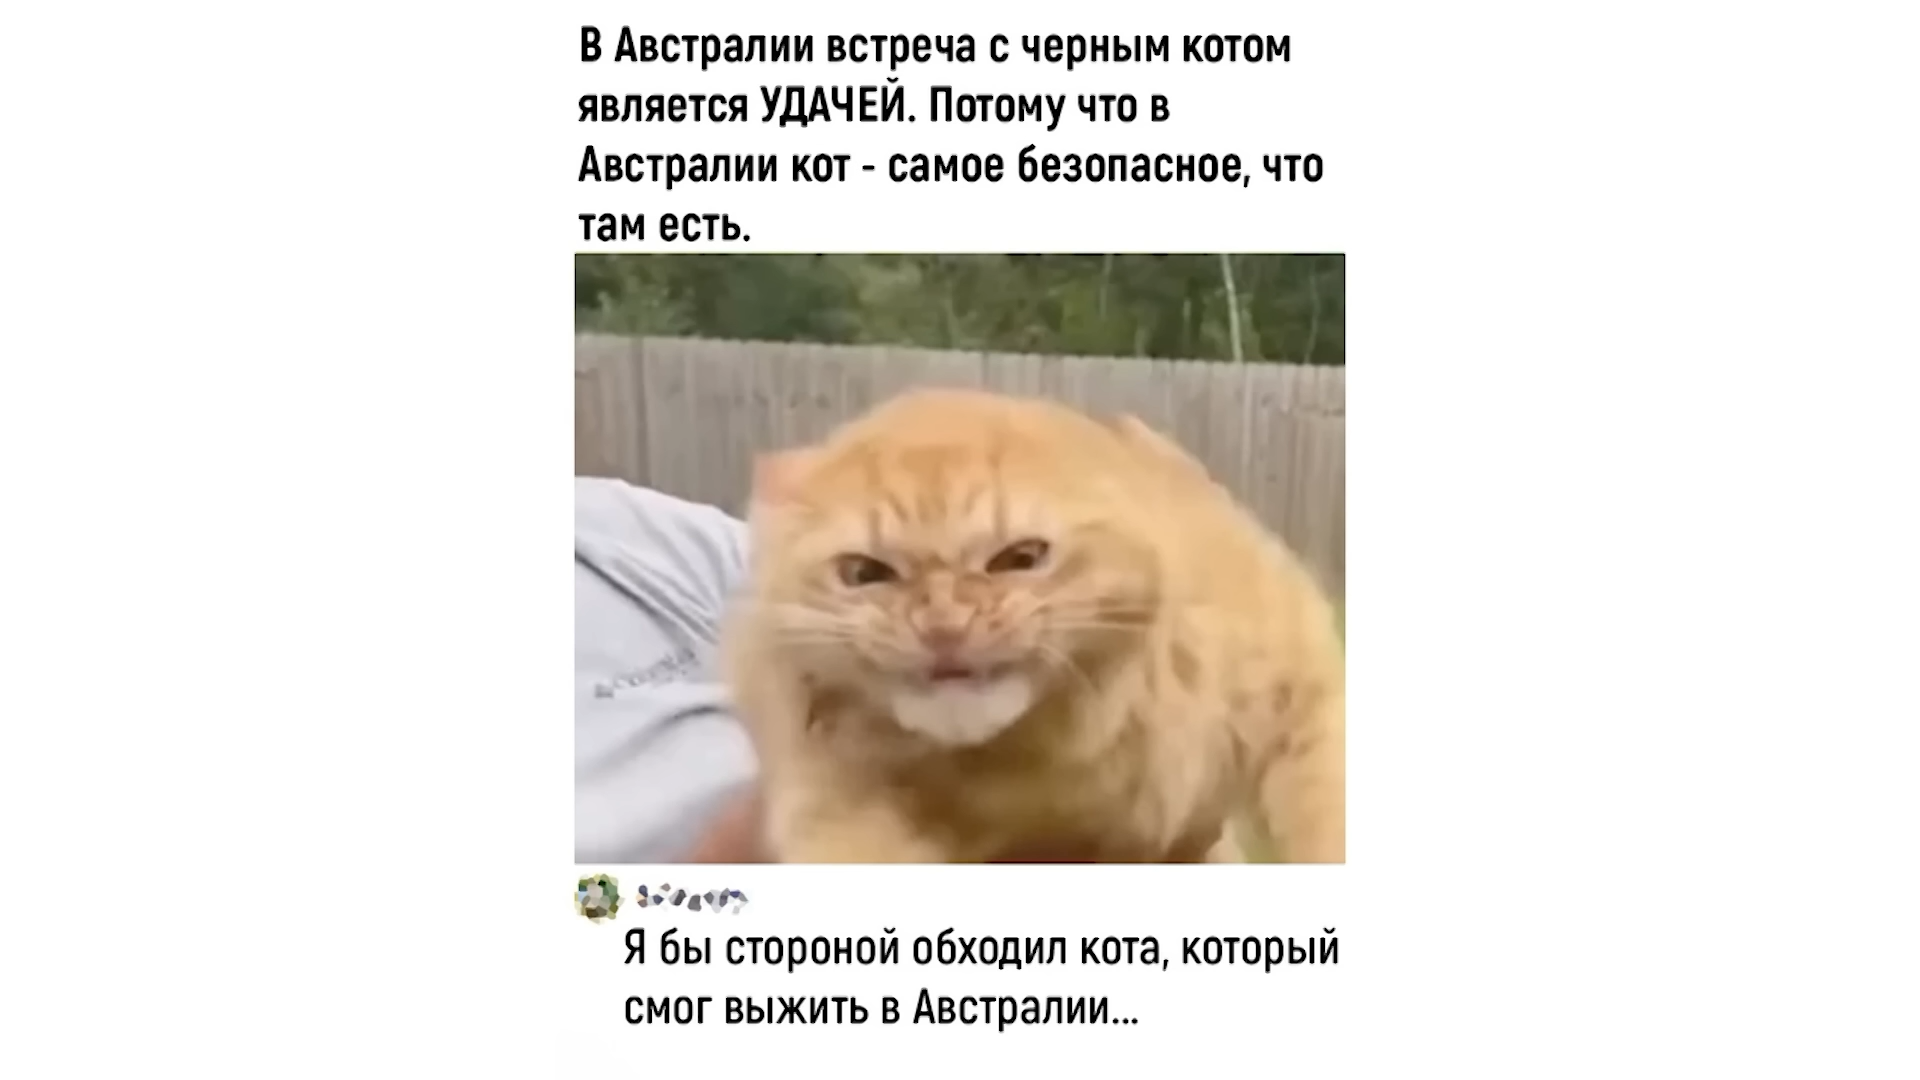 В Австралии встреча с черным котом
является УДАЧЕЙ. Потому что в
Австралии кот - самое безопасное, что
там есть.
Я бы стороной обходил кота, который
смог выжить в Австралии...